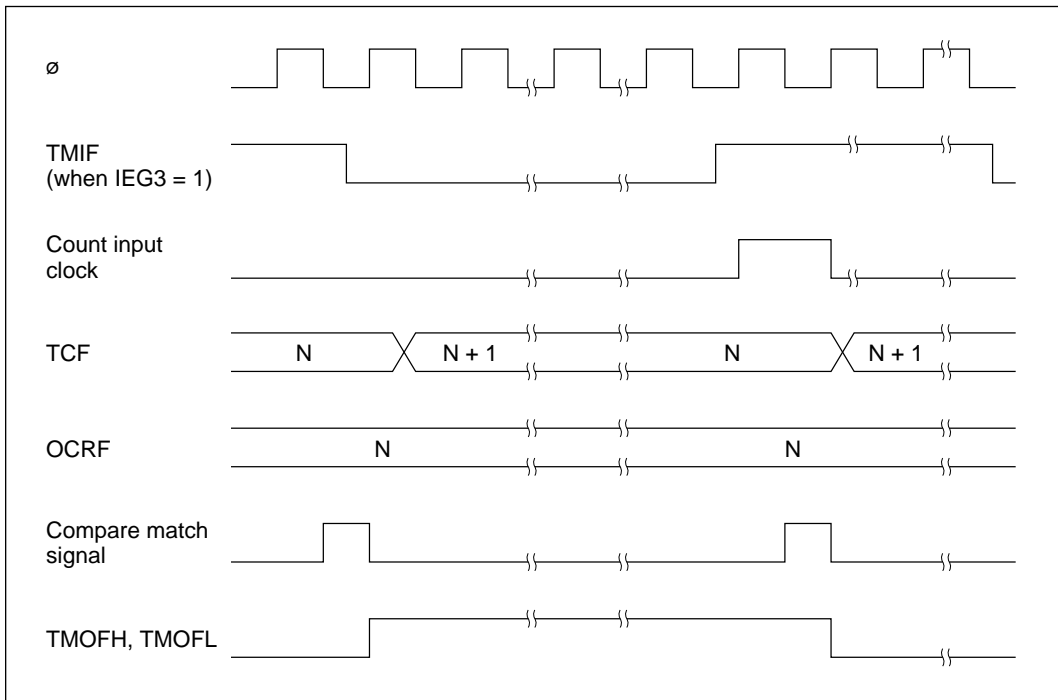 ø
TMIF
(when IEG3 = 1)
Count input
clock
TCF
N
N + 1
N
N + 1
OCRF
N
N
Compare match
signal
TMOFH, TMOFL